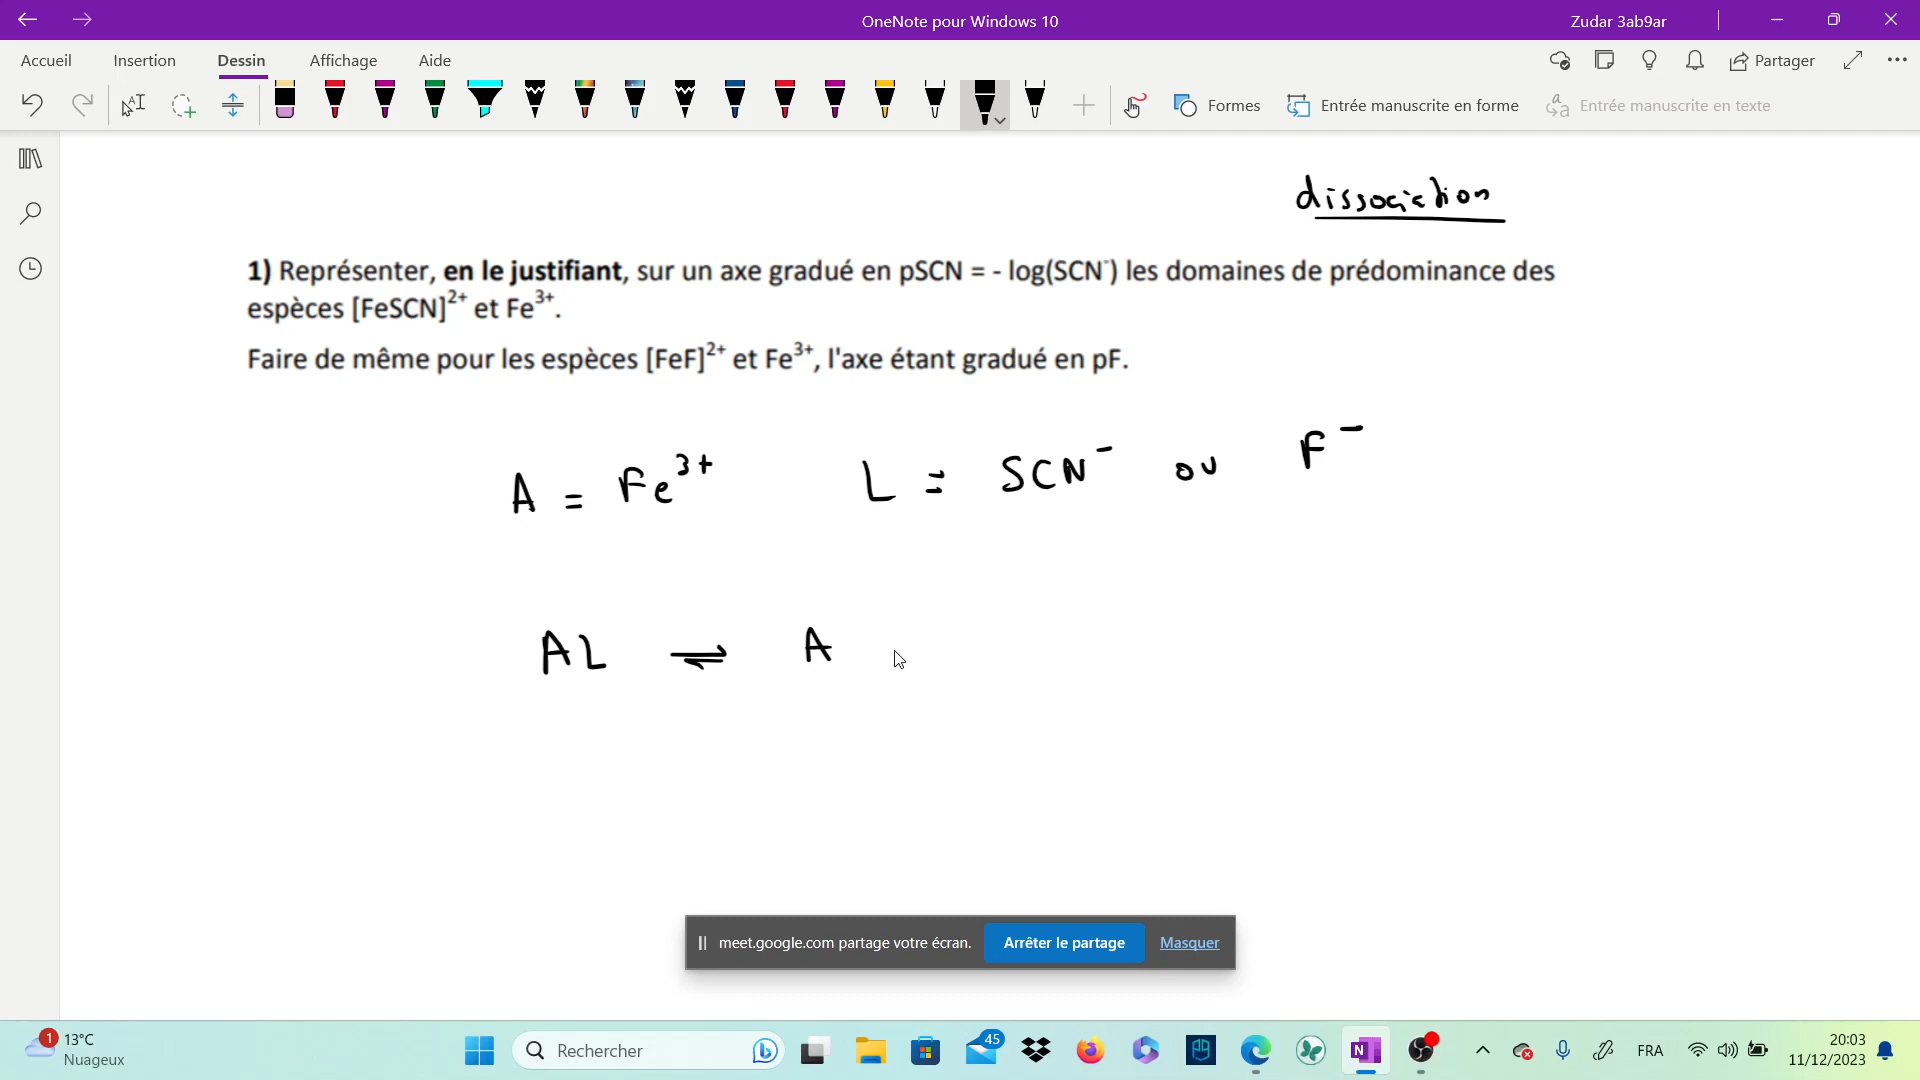 OneNote pour Windows 10
Zudar 3ab9ar
Accueil Insertion Dessin Affichage Aide
Partager
Formes Entrée manuscrite en forme Entrée manuscrite en texte
dissociation
1) Représenter, en le justifiant, sur un axe gradué en pSCN = - log(SCN⁻) les domaines de prédominance des
espèces [FeSCN]²⁺ et Fe³⁺.
Faire de même pour les espèces [FeF]²⁺ et Fe³⁺, l'axe étant gradué en pF.
A = Fe³⁺ L = SCN⁻ ou F⁻
AL ⇌ A
meet.google.com partage votre écran. Arrêter le partage Masquer
1 13°C
Nuageux
Rechercher
45
FRA
20:03
11/12/2023